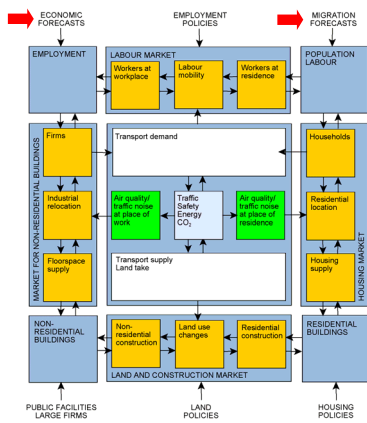 ECONOMIC
FORECASTS
EMPLOYMENT
POLICIES
MIGRATION
FORECASTS
EMPLOYMENT
LABOUR MARKET
POPULATION
LABOUR
Workers at
workplace
Labour
mobility
Workers at
residence
MARKET FOR NON-RESIDENTIAL BUILDINGS
Firms
Transport demand
Households
Industrial
relocation
Air quality/
traffic noise
at place of
work
Traffic
Safety
Energy
CO₂
Air quality/
traffic noise
at place of
residence
Residential
location
Floorspace
supply
Transport supply
Land take
Housing
supply
HOUSING MARKET
NON-
RESIDENTIAL
BUILDINGS
Non-
residential
construction
Land use
changes
Residential
construction
RESIDENTIAL
BUILDINGS
LAND AND CONSTRUCTION MARKET
PUBLIC FACILITIES
LARGE FIRMS
LAND
POLICIES
HOUSING
POLICIES